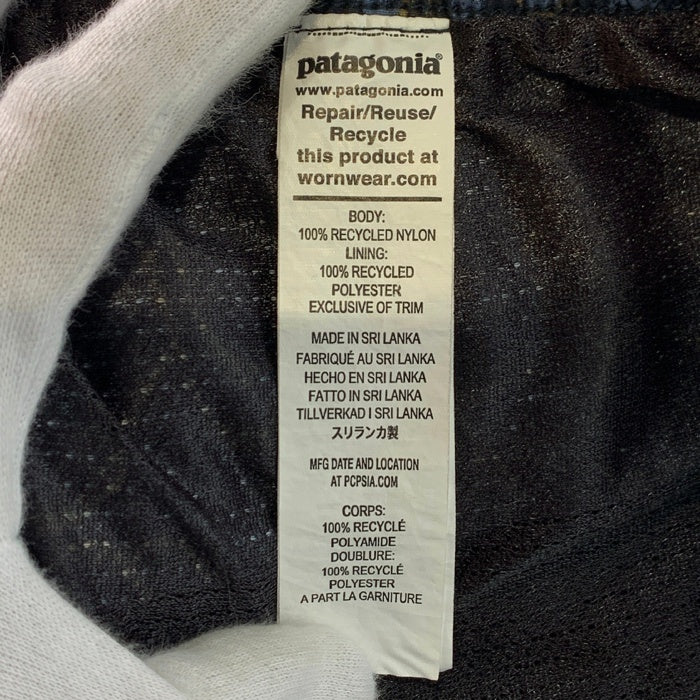 patagonia®
www.patagonia.com
Repair/Reuse/
Recycle
this product at
wornwear.com
BODY:
100% RECYCLED NYLON
LINING:
100% RECYCLED
POLYESTER
EXCLUSIVE OF TRIM
MADE IN SRI LANKA
FABRIQUÉ AU SRI LANKA
HECHO EN SRI LANKA
FATTO IN SRI LANKA
TILLVERKAD I SRI LANKA
スリランカ製
MFG DATE AND LOCATION
AT PCPSIA.COM
CORPS:
100% RECYCLÉ
POLYAMIDE
DOUBLURE:
100% RECYCLÉ
POLYESTER
A PART LA GARNITURE